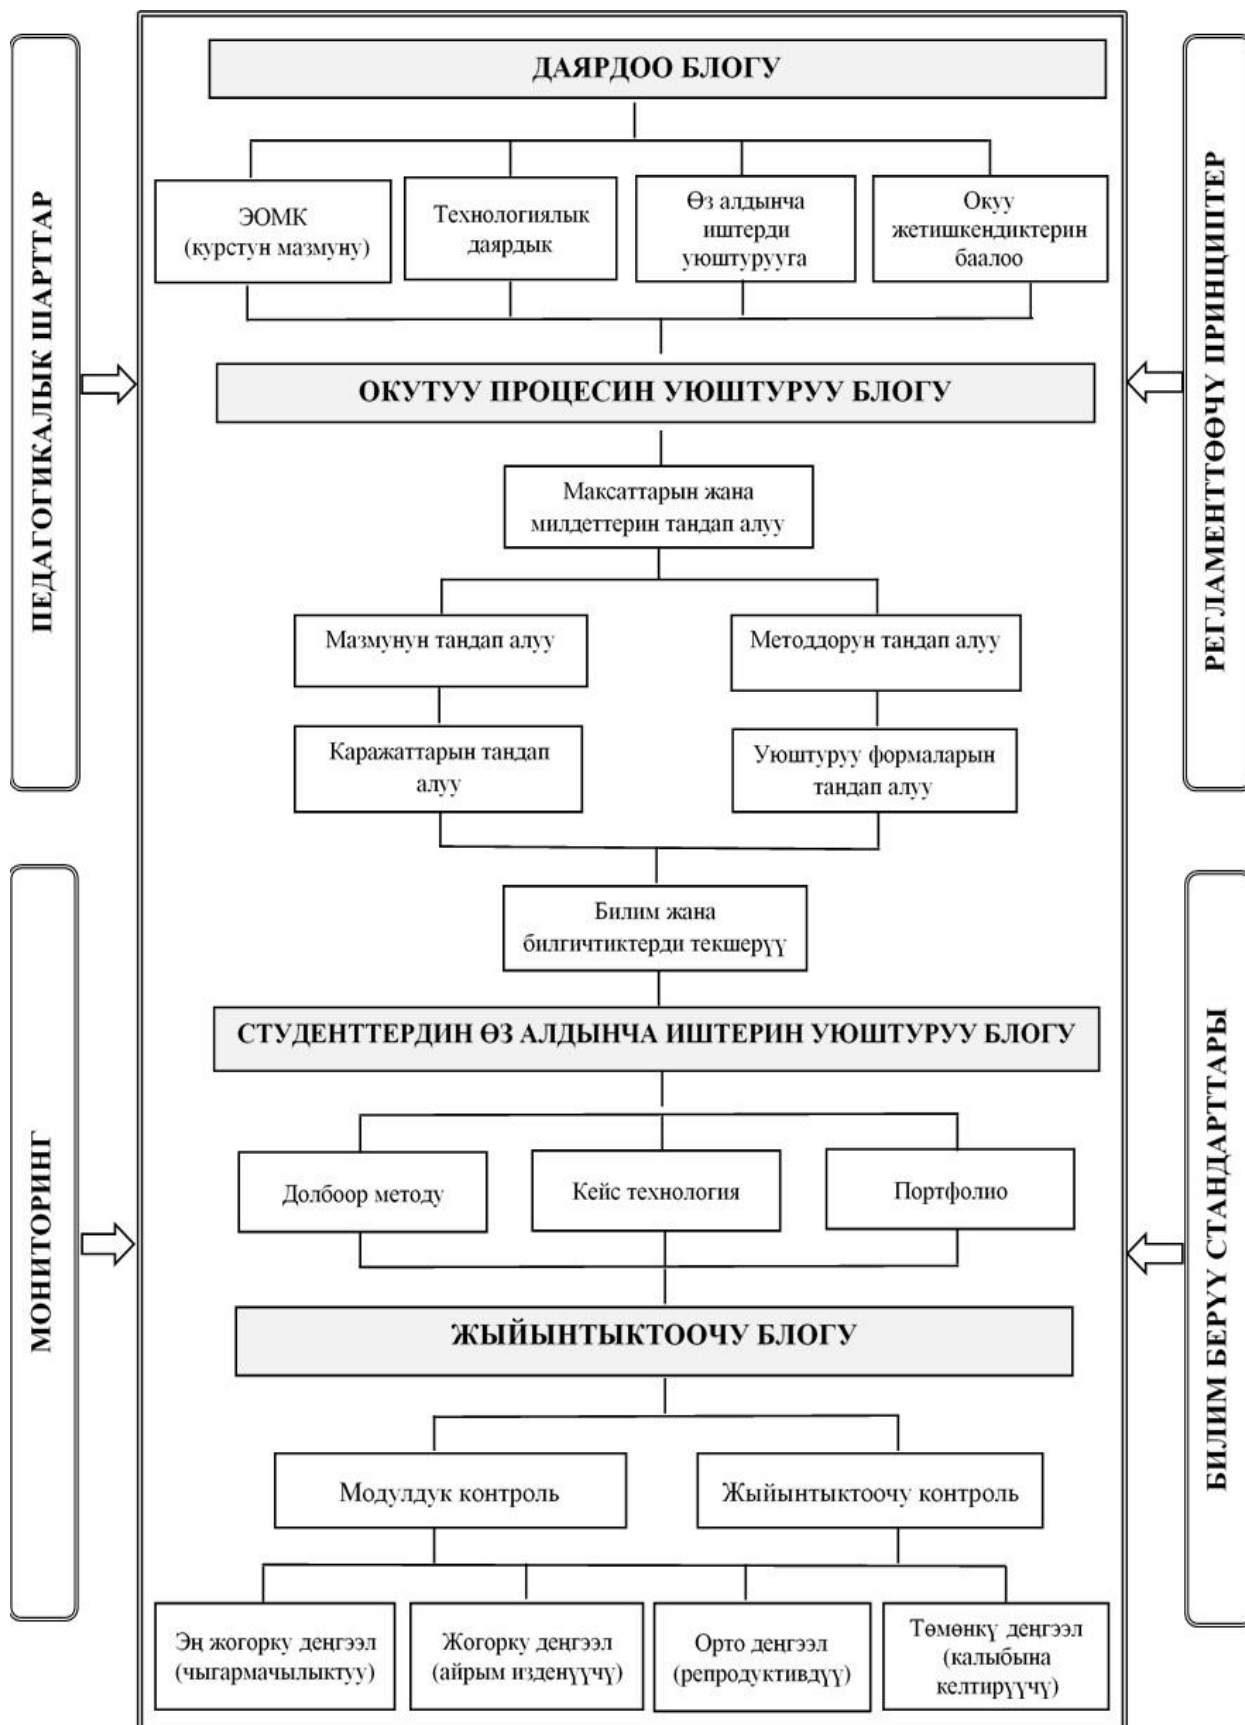 ПЕДАГОГИКАЛЫК ШАРТТАР
МОНИТОРИНГ
ДАЯРДОО БЛОГУ
ЭОМК
(курстун мазмуну)
Технологиялык
даярдык
Өз алдынча
иштерди
уюштурууга
Окуу
жетишкендиктерин
баалоо
ОКУТУУ ПРОЦЕСИН УЮШТУРУУ БЛОГУ
Максаттарын жана
милдеттерин тандап алуу
Мазмунун тандап алуу
Методдорун тандап алуу
Каражаттарын тандап
алуу
Уюштуруу формаларын
тандап алуу
Билим жана
билгичтиктерди текшерүү
СТУДЕНТТЕРДИН ӨЗ АЛДЫНЧА ИШТЕРИН УЮШТУРУУ БЛОГУ
Долбоор методу
Кейс технология
Портфолио
ЖЫЙЫНТЫКТООЧУ БЛОГУ
Модулдук контроль
Жыйынтыктоочу контроль
Эң жогорку деңгээл
(чыгармачылыктуу)
Жогорку деңгээл
(айрым изденүүчү)
Орто деңгээл
(репродуктивдүү)
Төмөнкү деңгээл
(калыбына
келтирүүчү)
РЕГЛАМЕНТТӨӨЧҮ ПРИНЦИПТЕР
БИЛИМ БЕРҮҮ СТАНДАРТТАРЫ